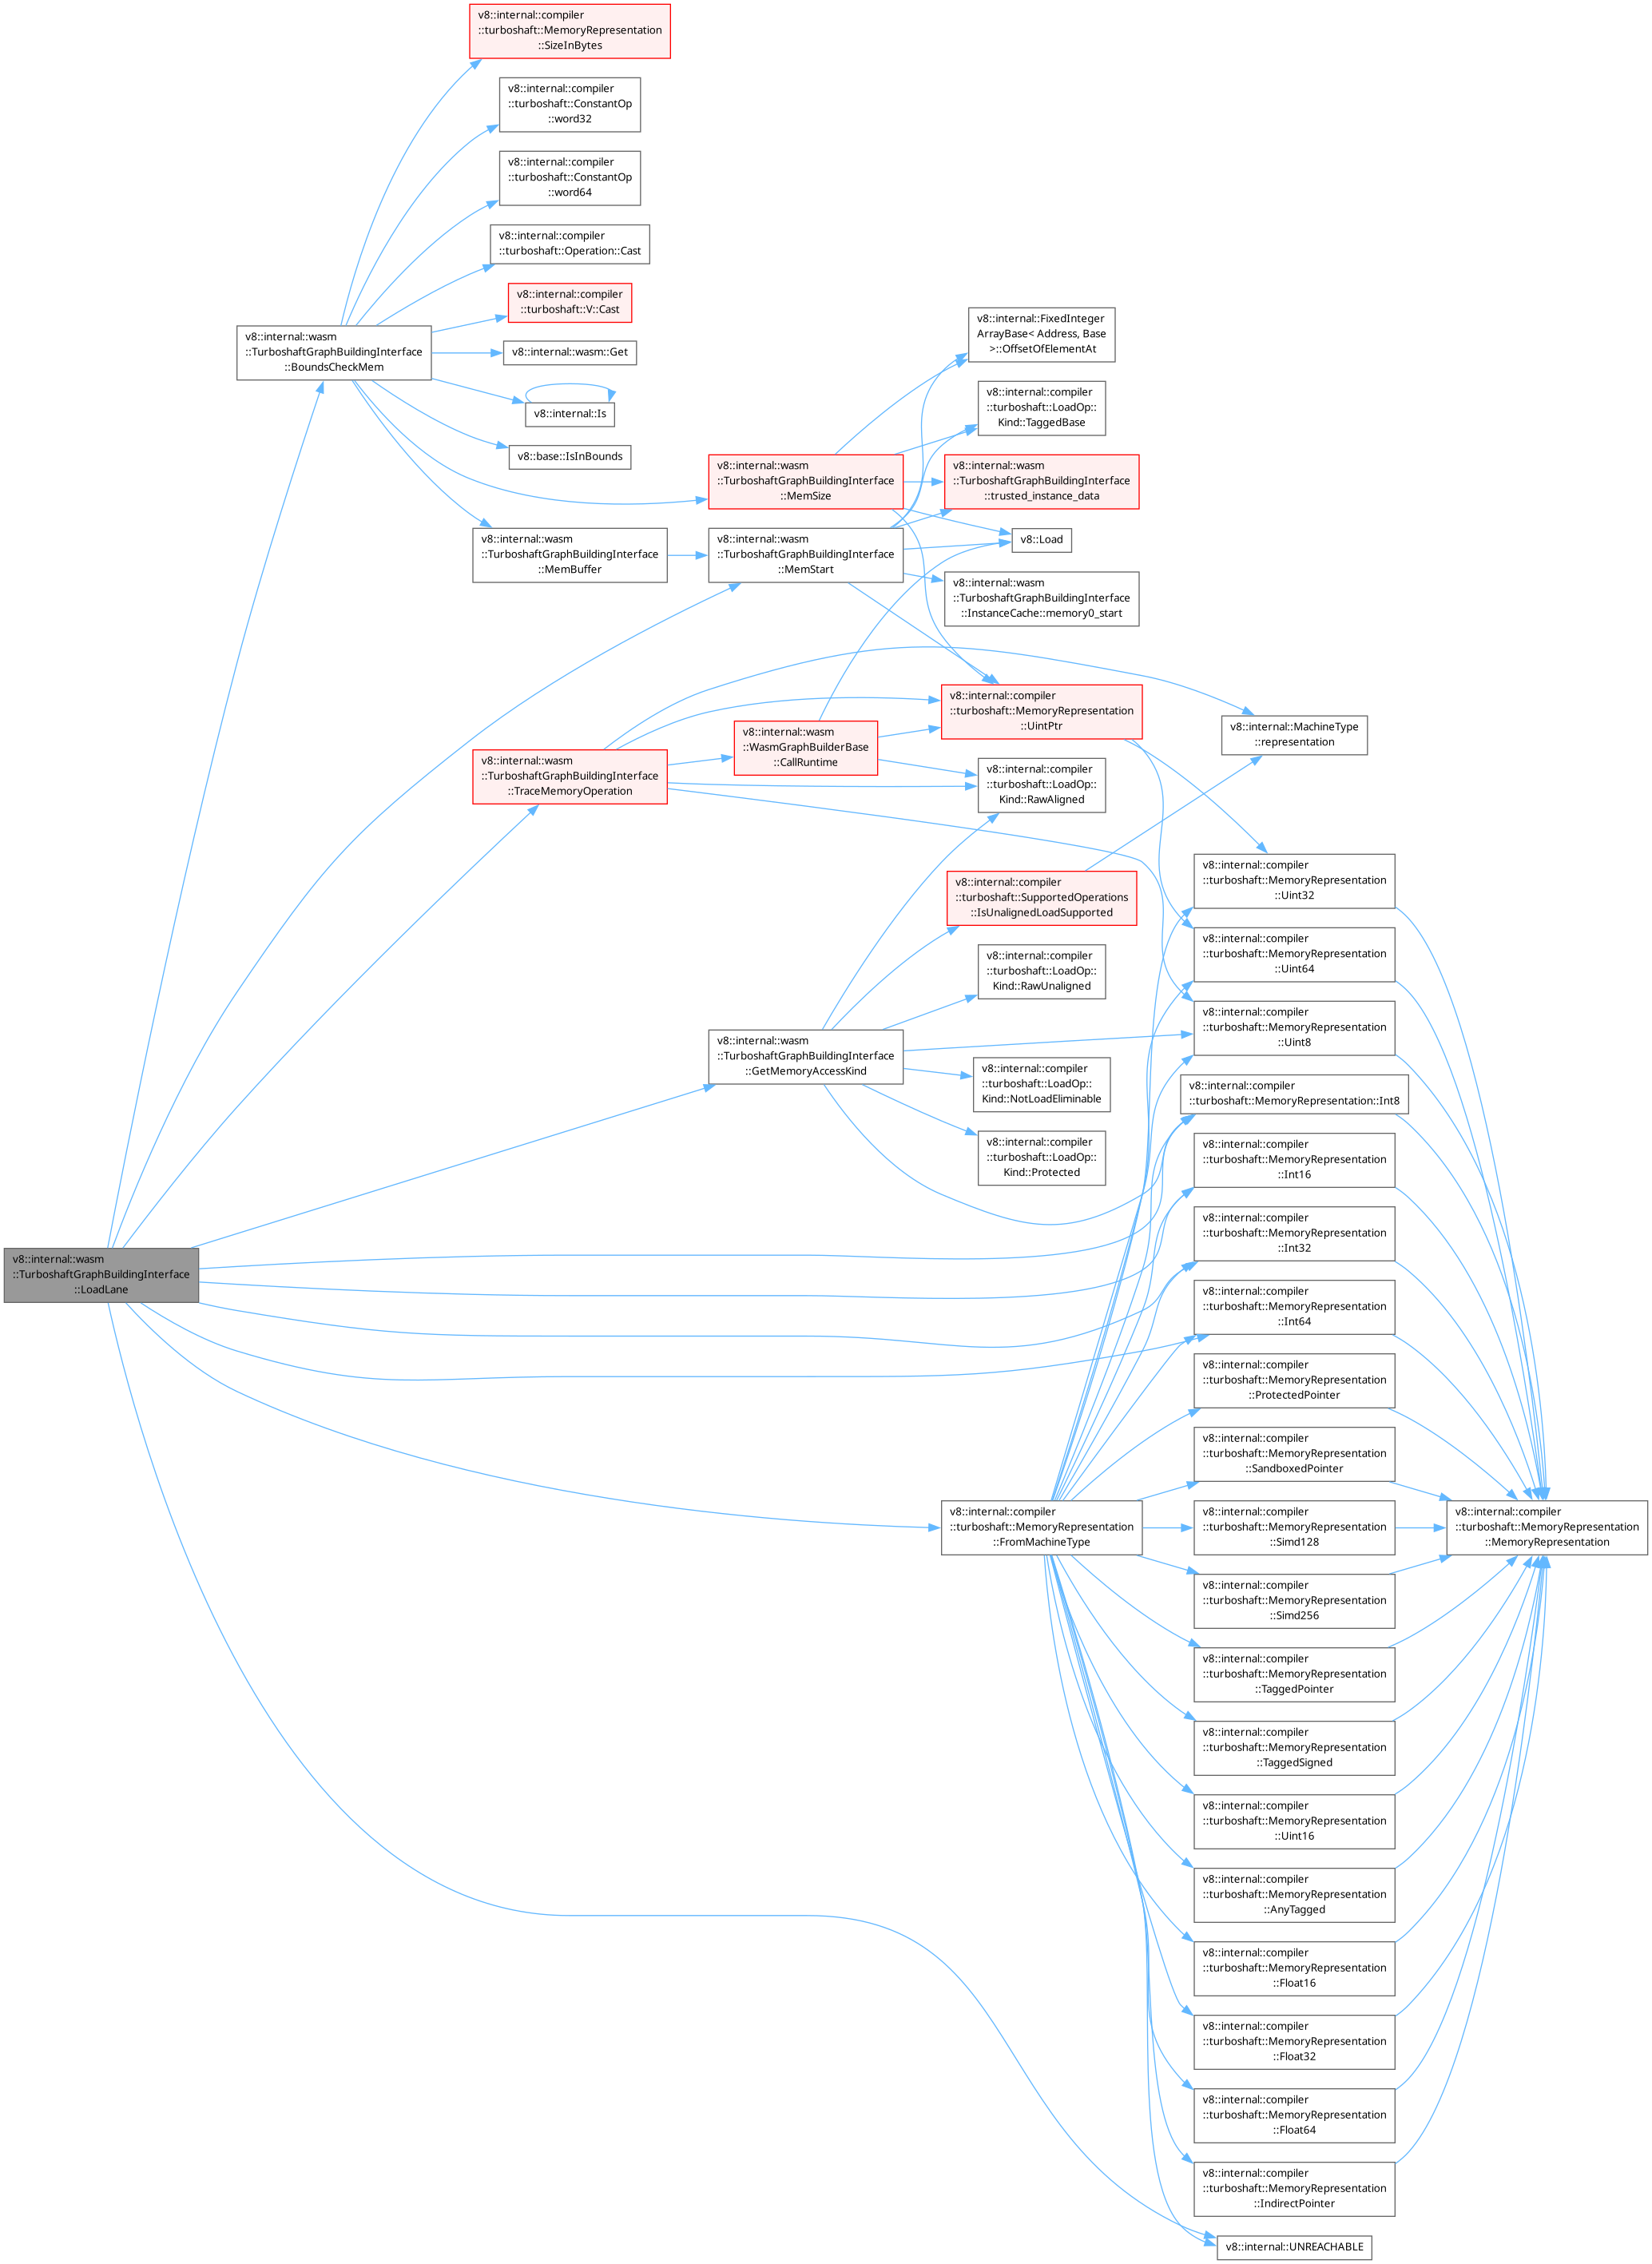 v8::internal::compiler
::turboshaft::MemoryRepresentation
::SizeInBytes
v8::internal::compiler
::turboshaft::ConstantOp
::word32
v8::internal::compiler
::turboshaft::ConstantOp
::word64
v8::internal::compiler
::turboshaft::Operation::Cast
v8::internal::compiler
::turboshaft::V::Cast
v8::internal::wasm
::TurboshaftGraphBuildingInterface
::BoundsCheckMem
v8::internal::wasm::Get
v8::internal::Is
v8::base::IsInBounds
v8::internal::wasm
::TurboshaftGraphBuildingInterface
::MemBuffer
v8::internal::wasm
::TurboshaftGraphBuildingInterface
::MemSize
v8::internal::wasm
::TurboshaftGraphBuildingInterface
::MemStart
v8::internal::FixedInteger
ArrayBase< Address, Base
>::OffsetOfElementAt
v8::internal::compiler
::turboshaft::LoadOp::
Kind::TaggedBase
v8::internal::wasm
::TurboshaftGraphBuildingInterface
::trusted_instance_data
v8::Load
v8::internal::wasm
::TurboshaftGraphBuildingInterface
::InstanceCache::memory0_start
v8::internal::wasm
::TurboshaftGraphBuildingInterface
::TraceMemoryOperation
v8::internal::wasm
::WasmGraphBuilderBase
::CallRuntime
v8::internal::compiler
::turboshaft::MemoryRepresentation
::UintPtr
v8::internal::MachineType
::representation
v8::internal::compiler
::turboshaft::LoadOp::
Kind::RawAligned
v8::internal::compiler
::turboshaft::SupportedOperations
::IsUnalignedLoadSupported
v8::internal::compiler
::turboshaft::LoadOp::
Kind::RawUnaligned
v8::internal::wasm
::TurboshaftGraphBuildingInterface
::GetMemoryAccessKind
v8::internal::compiler
::turboshaft::LoadOp::
Kind::NotLoadEliminable
v8::internal::compiler
::turboshaft::LoadOp::
Kind::Protected
v8::internal::compiler
::turboshaft::MemoryRepresentation
::Uint32
v8::internal::compiler
::turboshaft::MemoryRepresentation
::Uint64
v8::internal::compiler
::turboshaft::MemoryRepresentation
::Uint8
v8::internal::compiler
::turboshaft::MemoryRepresentation::Int8
v8::internal::compiler
::turboshaft::MemoryRepresentation
::Int16
v8::internal::compiler
::turboshaft::MemoryRepresentation
::Int32
v8::internal::wasm
::TurboshaftGraphBuildingInterface
::LoadLane
v8::internal::compiler
::turboshaft::MemoryRepresentation
::Int64
v8::internal::compiler
::turboshaft::MemoryRepresentation
::ProtectedPointer
v8::internal::compiler
::turboshaft::MemoryRepresentation
::SandboxedPointer
v8::internal::compiler
::turboshaft::MemoryRepresentation
::FromMachineType
v8::internal::compiler
::turboshaft::MemoryRepresentation
::Simd128
v8::internal::compiler
::turboshaft::MemoryRepresentation
::MemoryRepresentation
v8::internal::compiler
::turboshaft::MemoryRepresentation
::Simd256
v8::internal::compiler
::turboshaft::MemoryRepresentation
::TaggedPointer
v8::internal::compiler
::turboshaft::MemoryRepresentation
::TaggedSigned
v8::internal::compiler
::turboshaft::MemoryRepresentation
::Uint16
v8::internal::compiler
::turboshaft::MemoryRepresentation
::AnyTagged
v8::internal::compiler
::turboshaft::MemoryRepresentation
::Float16
v8::internal::compiler
::turboshaft::MemoryRepresentation
::Float32
v8::internal::compiler
::turboshaft::MemoryRepresentation
::Float64
v8::internal::compiler
::turboshaft::MemoryRepresentation
::IndirectPointer
v8::internal::UNREACHABLE